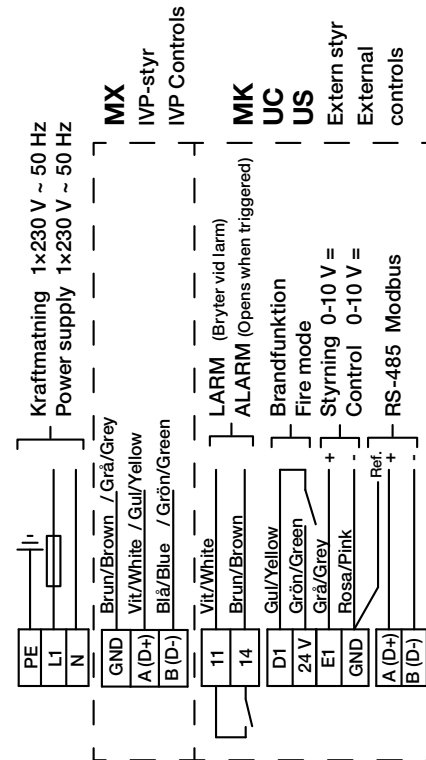 Kraftmatning 1×230 V ~ 50 Hz
Power supply 1×230 V ~ 50 Hz
PE
L1
N
MX
IVP-styr
IVP Controls
GND
Brun/Brown / Grå/Grey
A (D+)
Vit/White / Gul/Yellow
B (D-)
Blå/Blue / Grön/Green
MK
UC
US
Extern styr
External
controls
11
Vit/White
14
Brun/Brown
LARM (Bryter vid larm)
ALARM (Opens when triggered)
D1
Gul/Yellow
24 V
Grön/Green
Brandfunktion
Fire mode
E1
Grå/Grey
+
GND
Rosa/Pink
-
Styrning 0-10 V =
Control 0-10 V =
Ref.
A (D+)
+
B (D-)
-
RS-485 Modbus